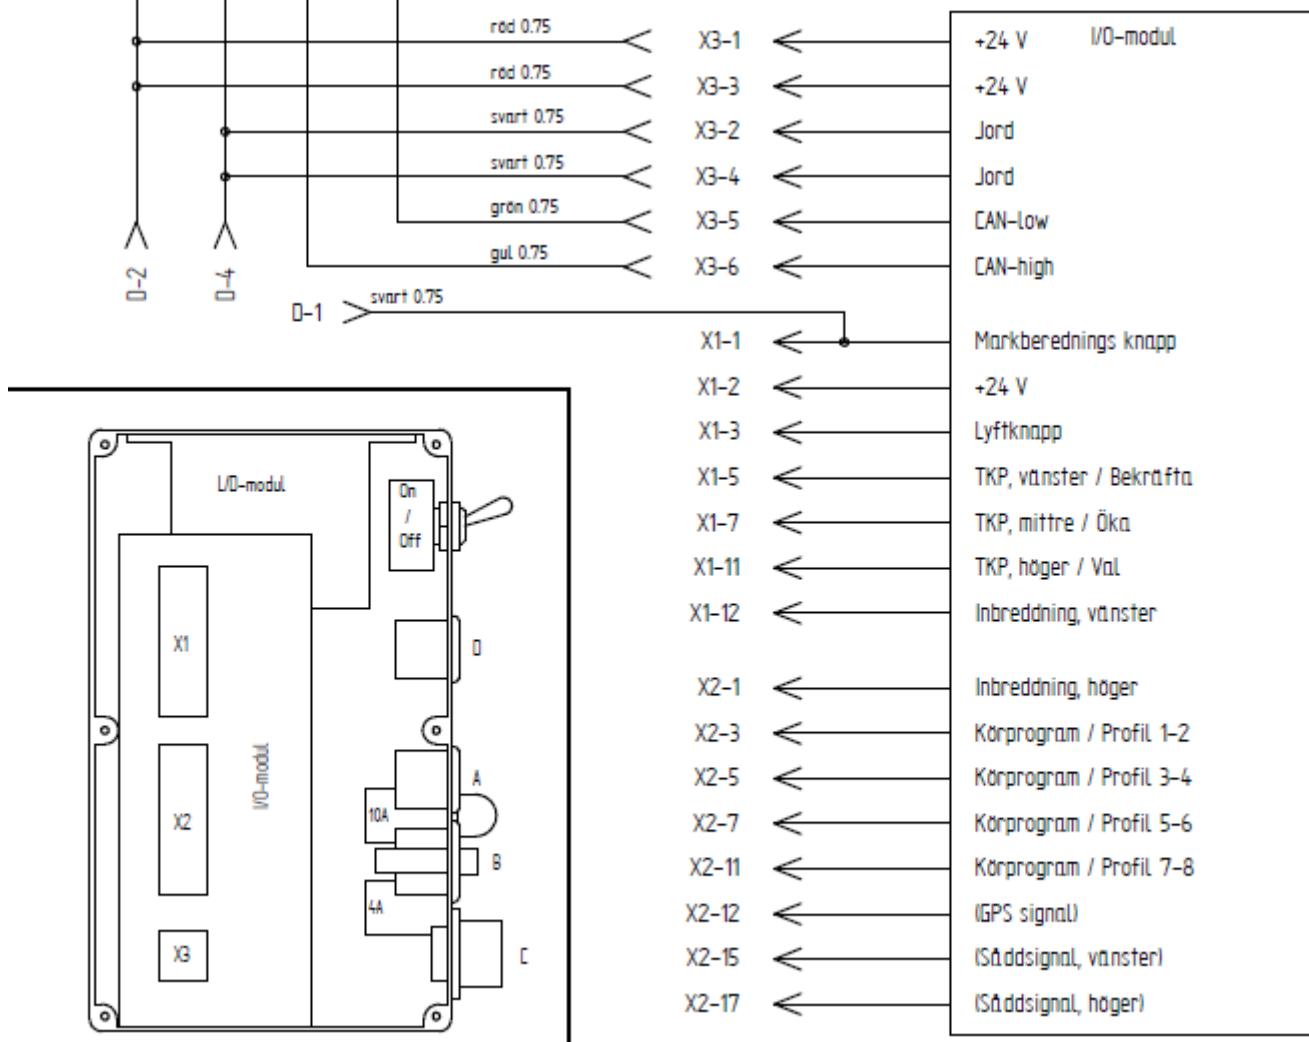 röd 0.75 X3-1 +24 V I/O-modul
röd 0.75 X3-3 +24 V
svart 0.75 X3-2 Jord
svart 0.75 X3-4 Jord
grön 0.75 X3-5 CAN-low
gul 0.75 X3-6 CAN-high
D-2 D-4
D-1 svart 0.75
X1-1 Markberednings knapp
X1-2 +24 V
X1-3 Lyftknapp
X1-5 TKP, vänster / Bekräfta
X1-7 TKP, mittre / Öka
X1-11 TKP, höger / Val
X1-12 Inbreddning, vänster
X2-1 Inbreddning, höger
X2-3 Körprogram / Profil 1-2
X2-5 Körprogram / Profil 3-4
X2-7 Körprogram / Profil 5-6
X2-11 Körprogram / Profil 7-8
X2-12 (GPS signal)
X2-15 (Såddsignal, vänster)
X2-17 (Såddsignal, höger)
I/O-modul
On
/
Off
X1
D
I/O-modul
A
10A
X2
B
4A
X3
C